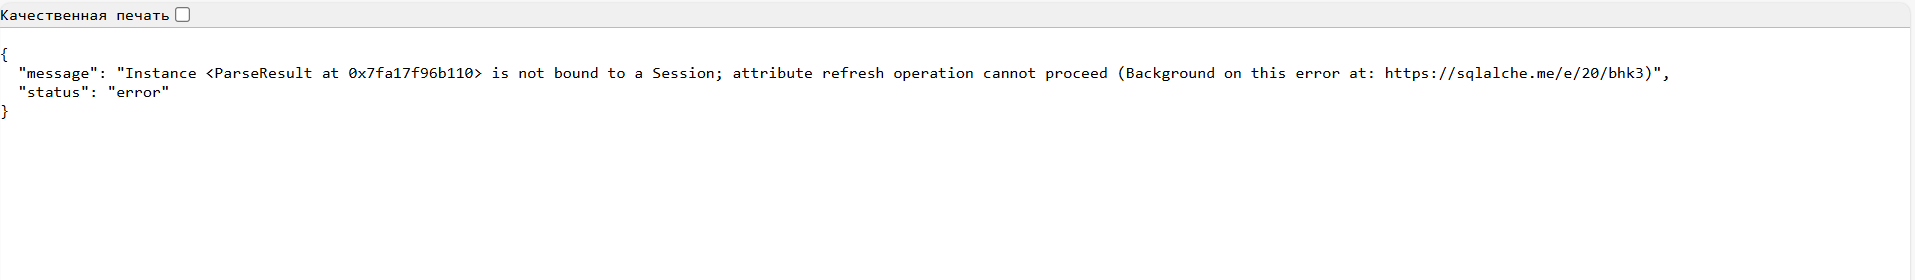 Качественная печать
{
  "message": "Instance <ParseResult at 0x7fa17f96b110> is not bound to a Session; attribute refresh operation cannot proceed (Background on this error at: https://sqlalche.me/e/20/bhk3)",
  "status": "error"
}